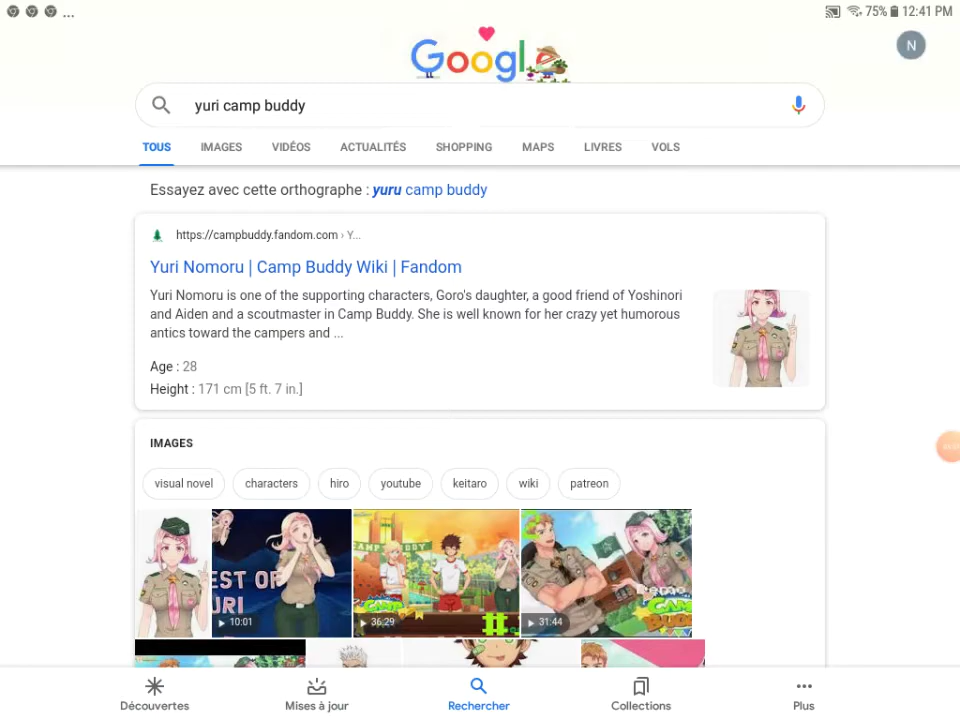 ...
75% 12:41 PM
Google
N
yuri camp buddy
TOUS IMAGES VIDÉOS ACTUALITÉS SHOPPING MAPS LIVRES VOLS
Essayez avec cette orthographe : yuru camp buddy
https://campbuddy.fandom.com › Y...
Yuri Nomoru | Camp Buddy Wiki | Fandom
Yuri Nomoru is one of the supporting characters, Goro's daughter, a good friend of Yoshinori
and Aiden and a scoutmaster in Camp Buddy. She is well known for her crazy yet humorous
antics toward the campers and ...
Age : 28
Height : 171 cm [5 ft. 7 in.]
IMAGES
visual novel characters hiro youtube keitaro wiki patreon
10:01
36:29
31:44
Découvertes Mises à jour Rechercher Collections Plus